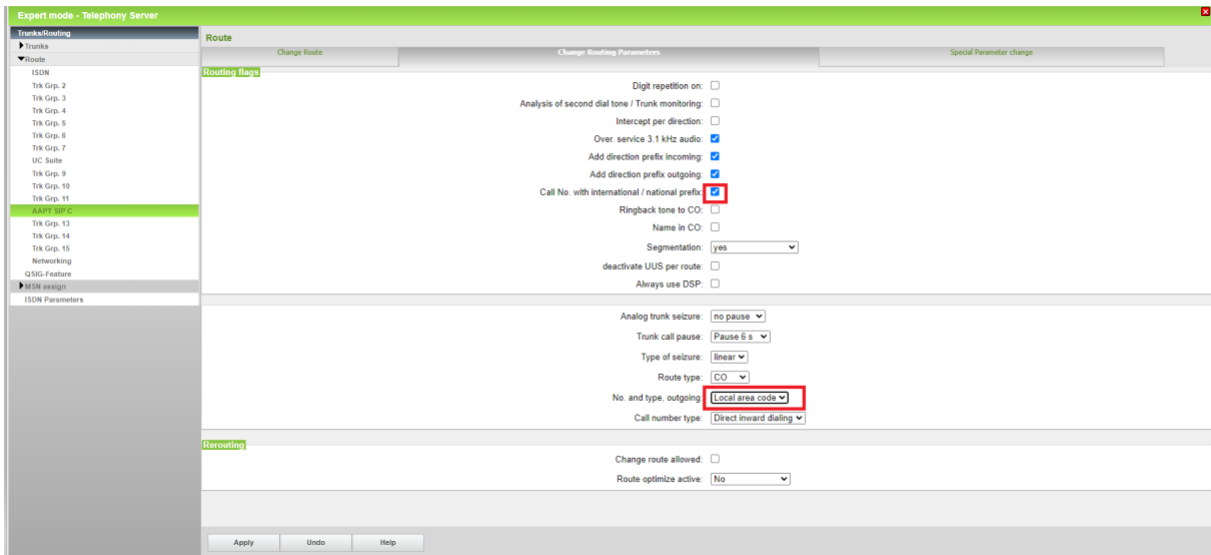 Expert mode - Telephony Server
Trunks/Routing
Trunks
Route
ISDN
Trk Grp. 2
Trk Grp. 3
Trk Grp. 4
Trk Grp. 5
Trk Grp. 6
Trk Grp. 7
UC Suite
Trk Grp. 9
Trk Grp. 10
Trk Grp. 11
AAPT SIP C
Trk Grp. 13
Trk Grp. 14
Trk Grp. 15
Networking
QSIG-Feature
MSN assign
ISDN Parameters
Route
Change Route Change Routing Parameters Special Parameter change
Routing flags
Digit repetition on:
Analysis of second dial tone / Trunk monitoring:
Intercept per direction:
Over. service 3.1 kHz audio:
Add direction prefix incoming:
Add direction prefix outgoing:
Call No. with international / national prefix:
Ringback tone to CO:
Name in CO:
Segmentation: yes
deactivate UUS per route:
Always use DSP:
Analog trunk seizure: no pause
Trunk call pause: Pause 6 s
Type of seizure: linear
Route type: CO
No. and type, outgoing: Local area code
Call number type: Direct inward dialing
Rerouting
Change route allowed:
Route optimize active: No
Apply Undo Help